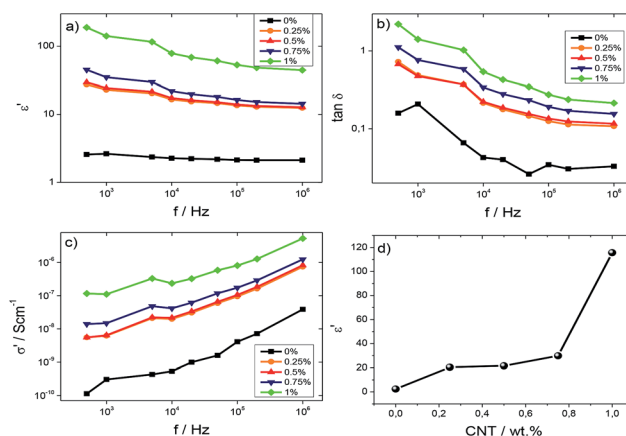 a)
ε'
100
10
1
10³ 10⁴ 10⁵ 10⁶
f / Hz
0%
0.25%
0.5%
0.75%
1%
b)
tan δ
1
0,1
10³ 10⁴ 10⁵ 10⁶
f / Hz
0%
0.25%
0.5%
0.75%
1%
c)
σ' / Scm⁻¹
10⁻⁶
10⁻⁷
10⁻⁸
10⁻⁹
10⁻¹⁰
10³ 10⁴ 10⁵ 10⁶
f / Hz
0%
0.25%
0.5%
0.75%
1%
d)
ε'
120
100
80
60
40
20
0
0,0 0,2 0,4 0,6 0,8 1,0
CNT / wt.%